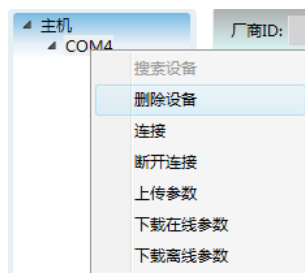 主机
厂商ID:
COM4
搜索设备
删除设备
连接
断开连接
上传参数
下载在线参数
下载离线参数